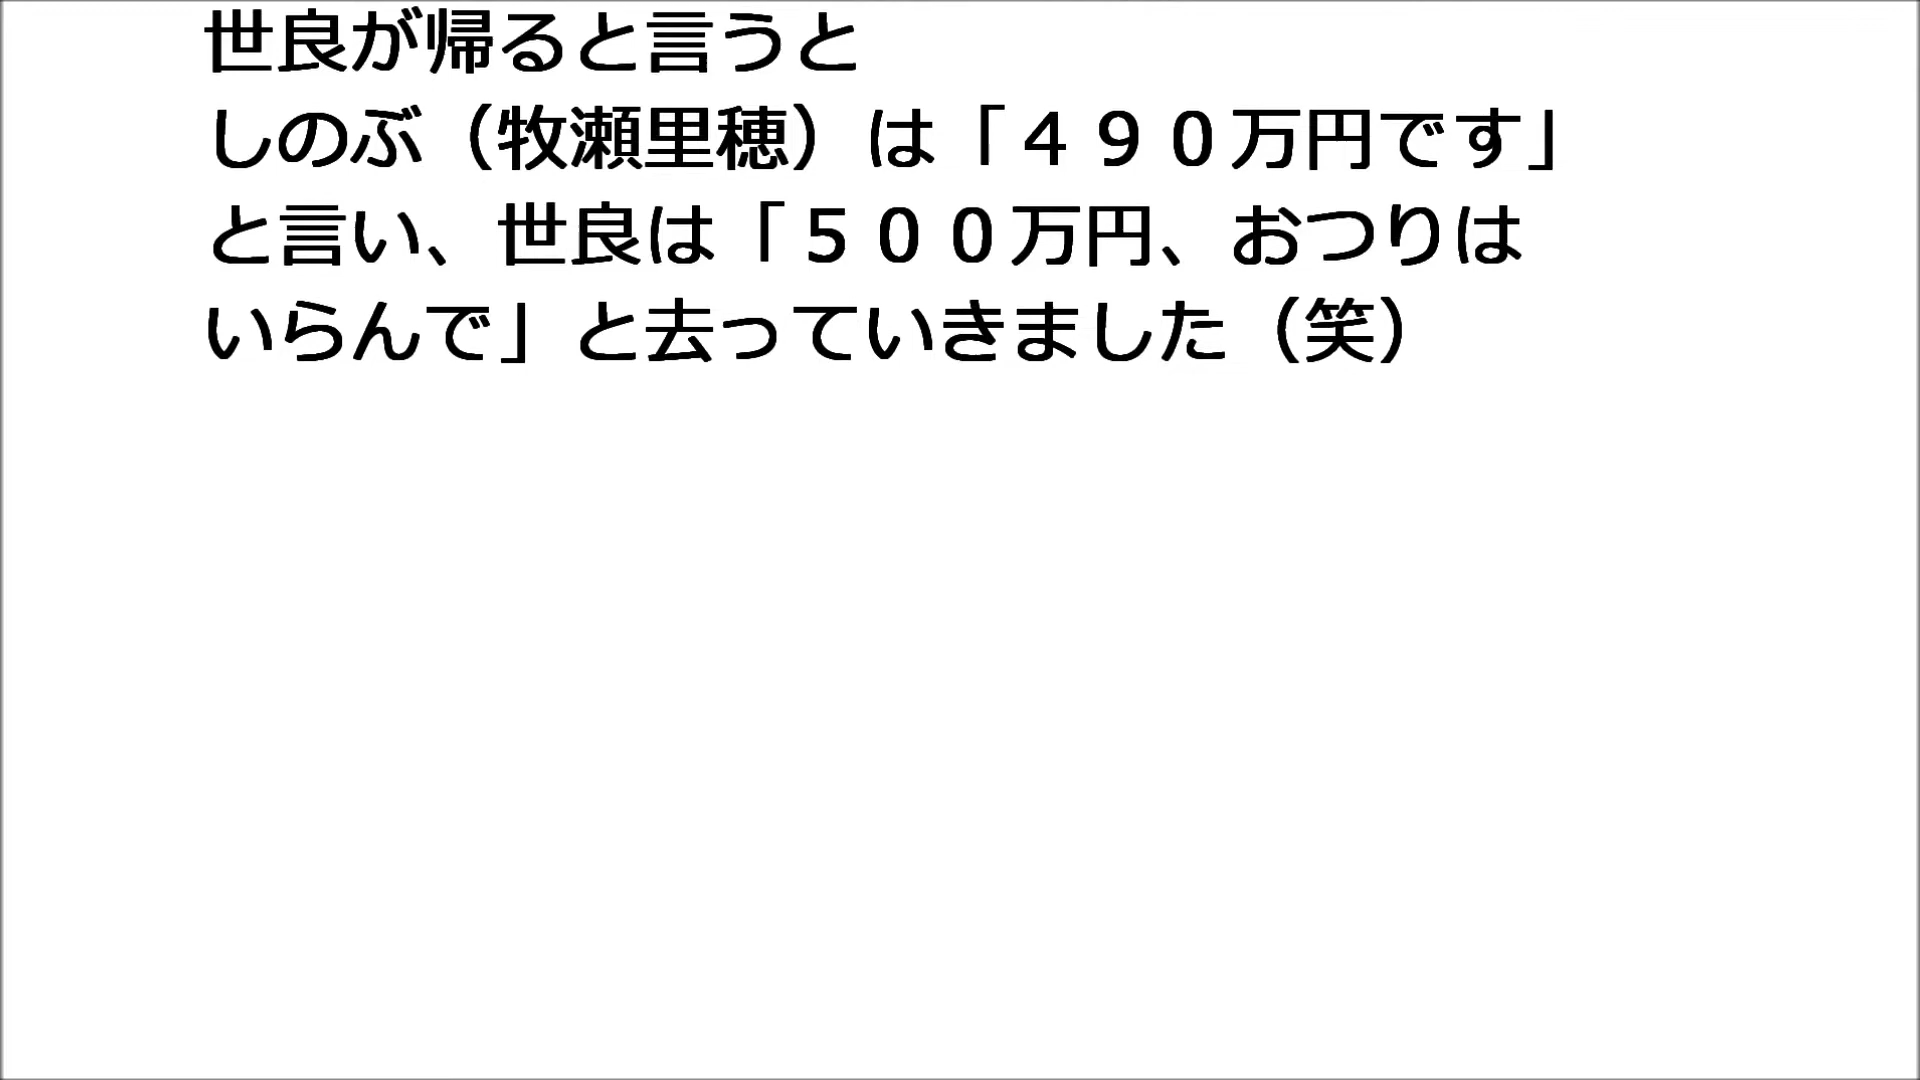 世良が帰ると言うと
しのぶ（牧瀬里穂）は「４９０万円です」
と言い、世良は「５００万円、おつりは
いらんで」と去っていきました（笑）